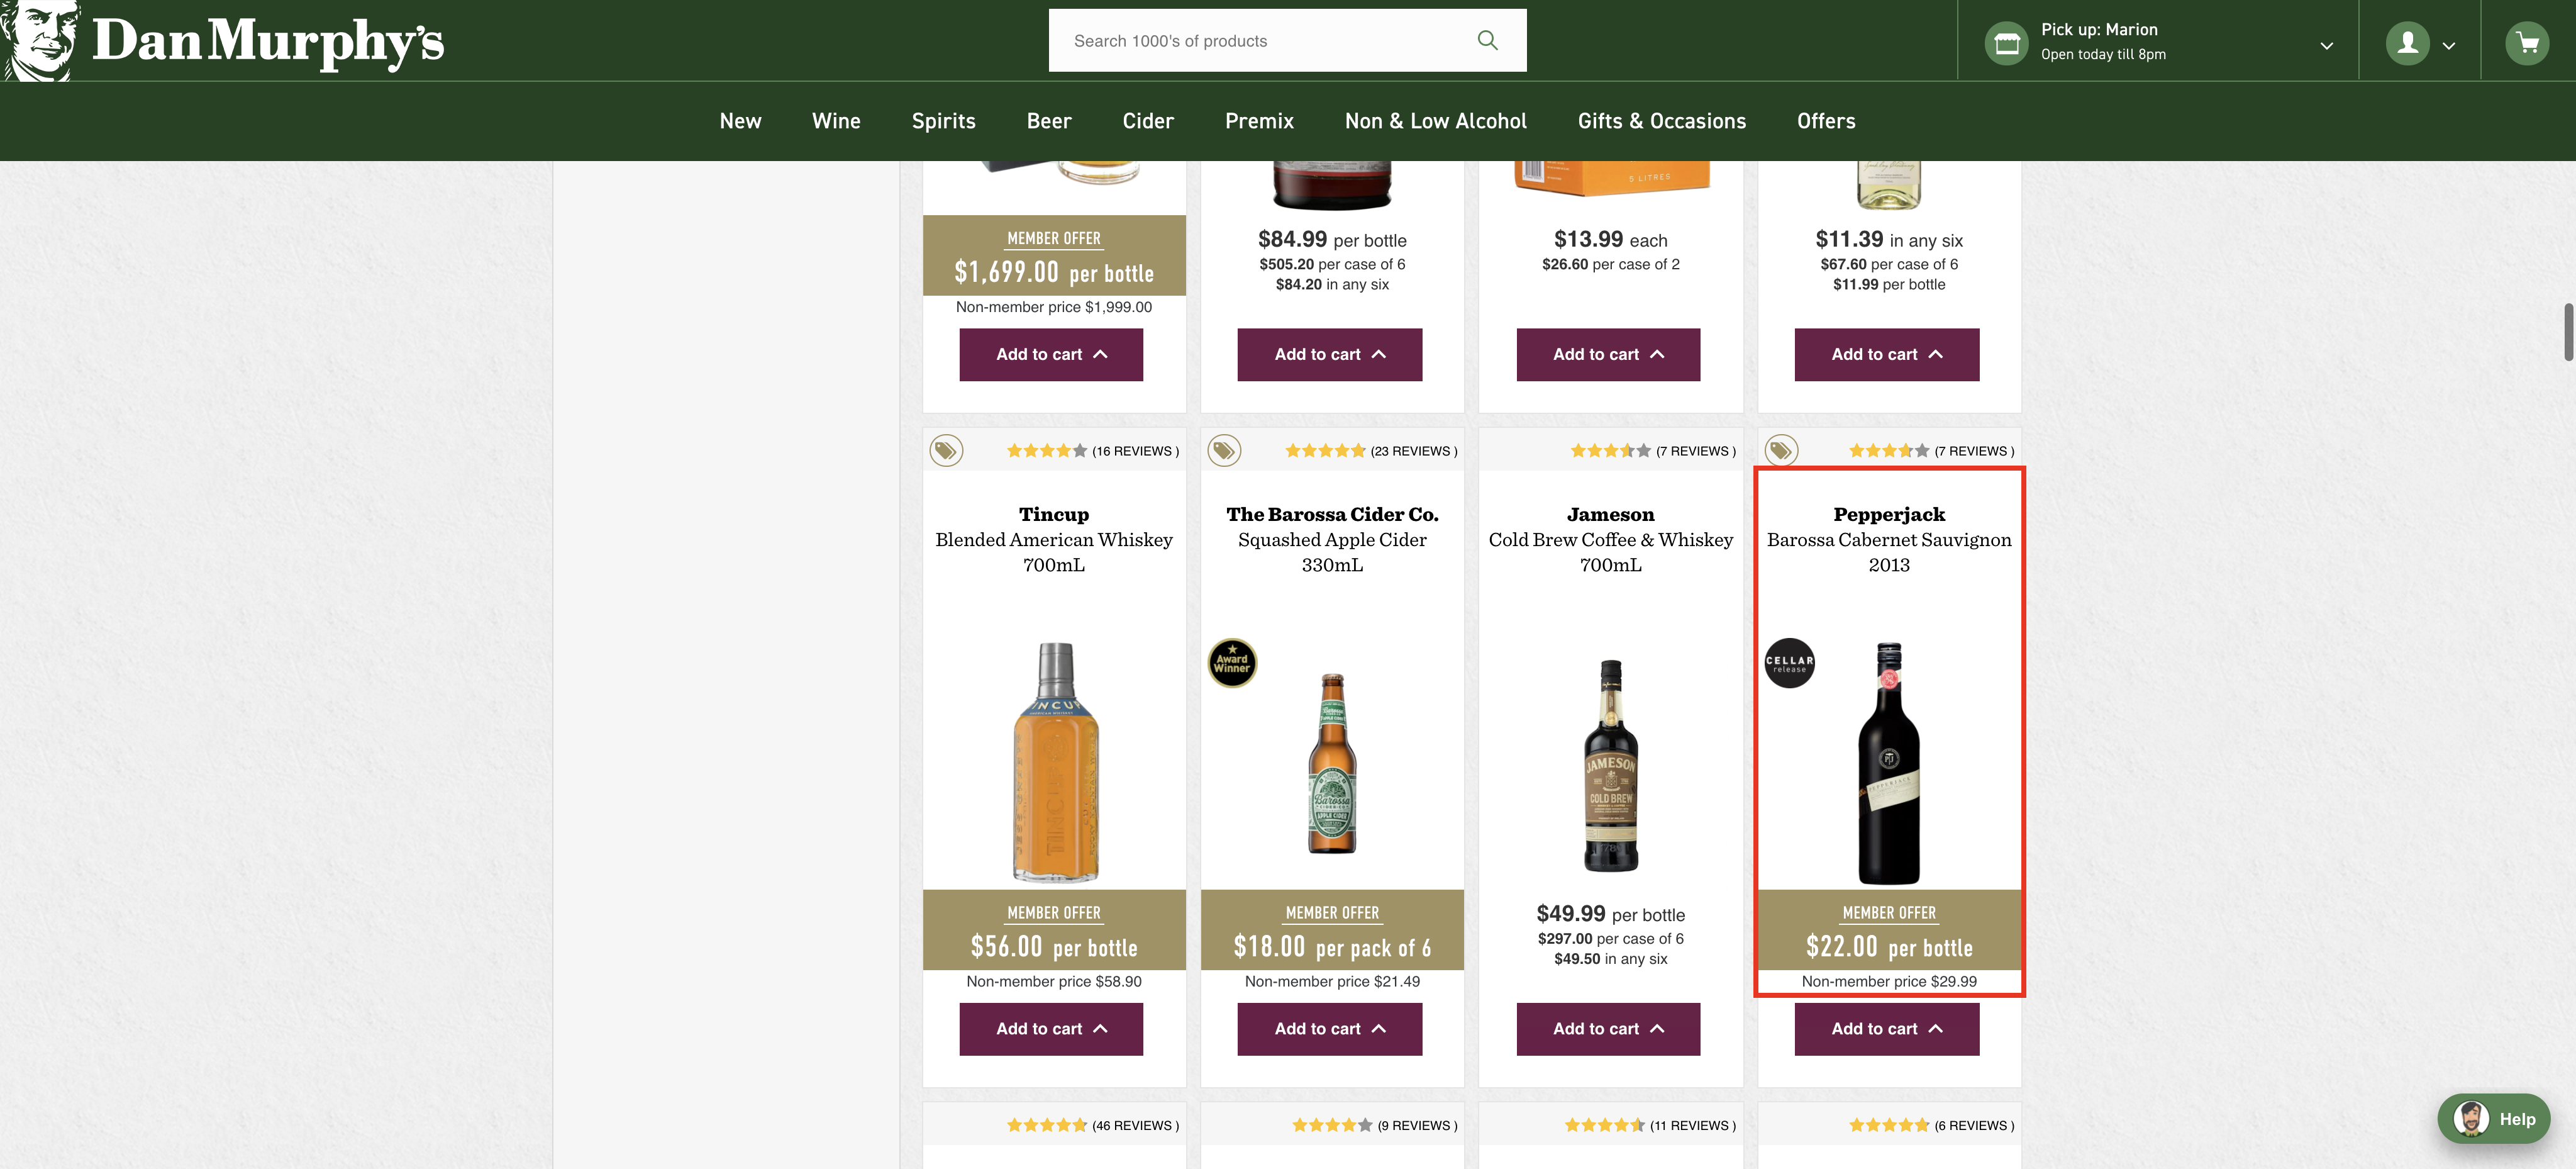 Dan Murphy's
Search 1000's of products
Pick up: Marion
Open today till 8pm
New Wine Spirits Beer Cider Premix Non & Low Alcohol Gifts & Occasions Offers
5 LITRES
MEMBER OFFER
$1,699.00 per bottle
Non-member price $1,999.00
Add to cart
$84.99 per bottle
$505.20 per case of 6
$84.20 in any six
Add to cart
$13.99 each
$26.60 per case of 2
Add to cart
$11.39 in any six
$67.60 per case of 6
$11.99 per bottle
Add to cart
(16 REVIEWS )
Tincup
Blended American Whiskey
700mL
TINCUP
MEMBER OFFER
$56.00 per bottle
Non-member price $58.90
Add to cart
(23 REVIEWS )
The Barossa Cider Co.
Squashed Apple Cider
330mL
Award
Winner
Barossa
APPLE CIDER
MEMBER OFFER
$18.00 per pack of 6
Non-member price $21.49
Add to cart
(7 REVIEWS )
Jameson
Cold Brew Coffee & Whiskey
700mL
JAMESON
COLD BREW
$49.99 per bottle
$297.00 per case of 6
$49.50 in any six
Add to cart
(7 REVIEWS )
Pepperjack
Barossa Cabernet Sauvignon
2013
CELLAR
release
MEMBER OFFER
$22.00 per bottle
Non-member price $29.99
Add to cart
(46 REVIEWS )
(9 REVIEWS )
(11 REVIEWS )
(6 REVIEWS )
Help